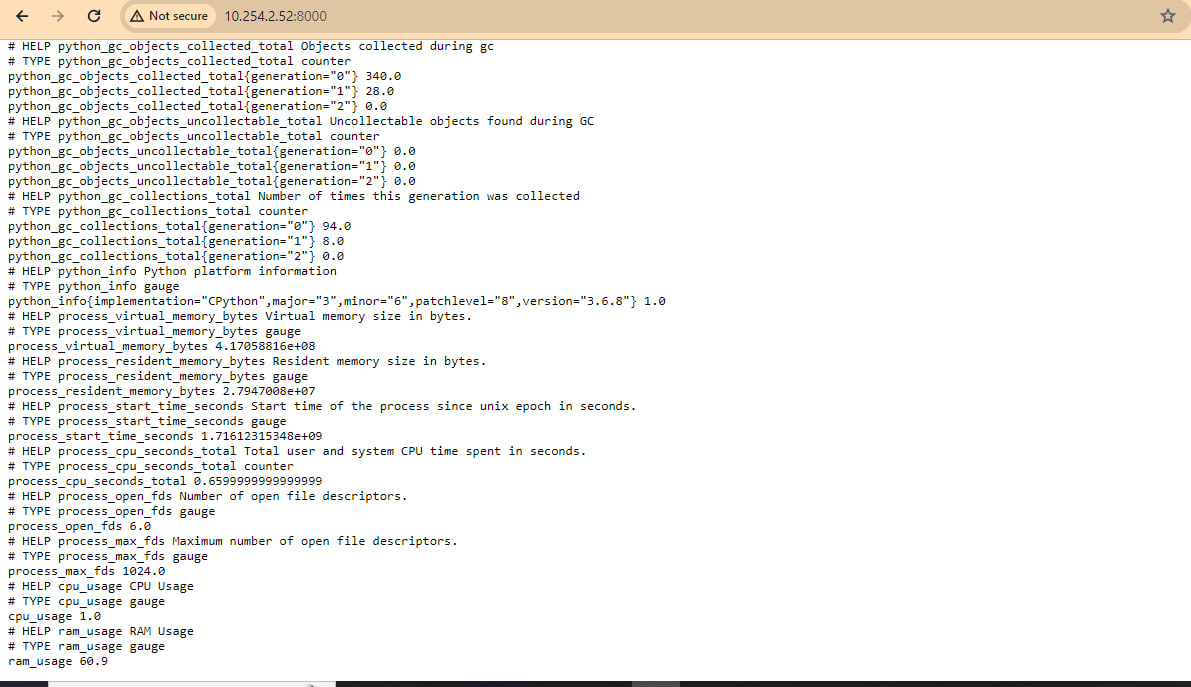 Not secure 10.254.2.52:8000
# HELP python_gc_objects_collected_total Objects collected during gc
# TYPE python_gc_objects_collected_total counter
python_gc_objects_collected_total{generation="0"} 340.0
python_gc_objects_collected_total{generation="1"} 28.0
python_gc_objects_collected_total{generation="2"} 0.0
# HELP python_gc_objects_uncollectable_total Uncollectable objects found during GC
# TYPE python_gc_objects_uncollectable_total counter
python_gc_objects_uncollectable_total{generation="0"} 0.0
python_gc_objects_uncollectable_total{generation="1"} 0.0
python_gc_objects_uncollectable_total{generation="2"} 0.0
# HELP python_gc_collections_total Number of times this generation was collected
# TYPE python_gc_collections_total counter
python_gc_collections_total{generation="0"} 94.0
python_gc_collections_total{generation="1"} 8.0
python_gc_collections_total{generation="2"} 0.0
# HELP python_info Python platform information
# TYPE python_info gauge
python_info{implementation="CPython",major="3",minor="6",patchlevel="8",version="3.6.8"} 1.0
# HELP process_virtual_memory_bytes Virtual memory size in bytes.
# TYPE process_virtual_memory_bytes gauge
process_virtual_memory_bytes 4.17058816e+08
# HELP process_resident_memory_bytes Resident memory size in bytes.
# TYPE process_resident_memory_bytes gauge
process_resident_memory_bytes 2.7947008e+07
# HELP process_start_time_seconds Start time of the process since unix epoch in seconds.
# TYPE process_start_time_seconds gauge
process_start_time_seconds 1.71612315348e+09
# HELP process_cpu_seconds_total Total user and system CPU time spent in seconds.
# TYPE process_cpu_seconds_total counter
process_cpu_seconds_total 0.6599999999999999
# HELP process_open_fds Number of open file descriptors.
# TYPE process_open_fds gauge
process_open_fds 6.0
# HELP process_max_fds Maximum number of open file descriptors.
# TYPE process_max_fds gauge
process_max_fds 1024.0
# HELP cpu_usage CPU Usage
# TYPE cpu_usage gauge
cpu_usage 1.0
# HELP ram_usage RAM Usage
# TYPE ram_usage gauge
ram_usage 60.9